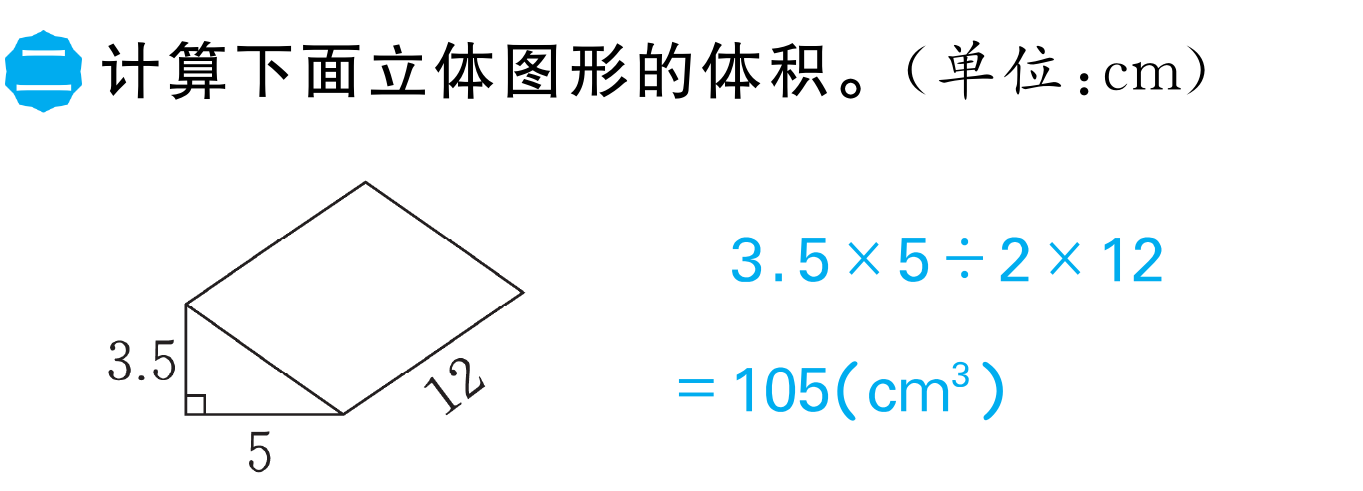 二 计算下面立体图形的体积。(单位:cm)
3.5×5÷2×12
3.5
12
=105(cm³)
5